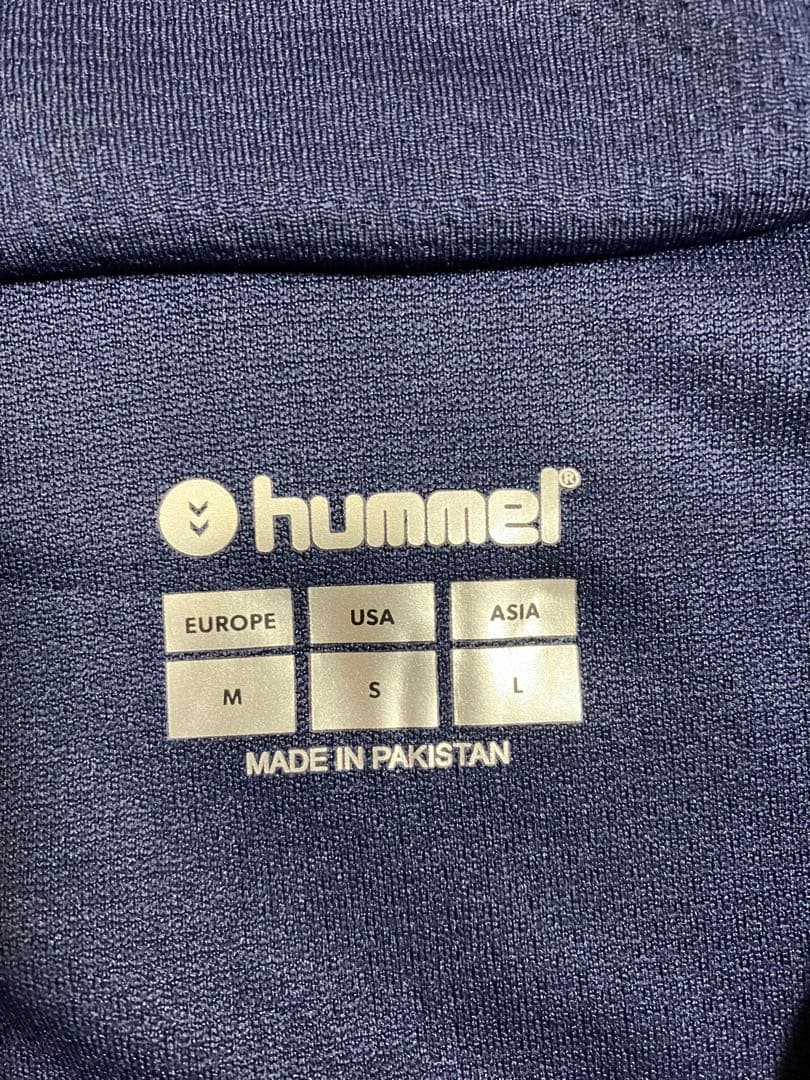 hummel®
EUROPE USA ASIA
M S L
MADE IN PAKISTAN